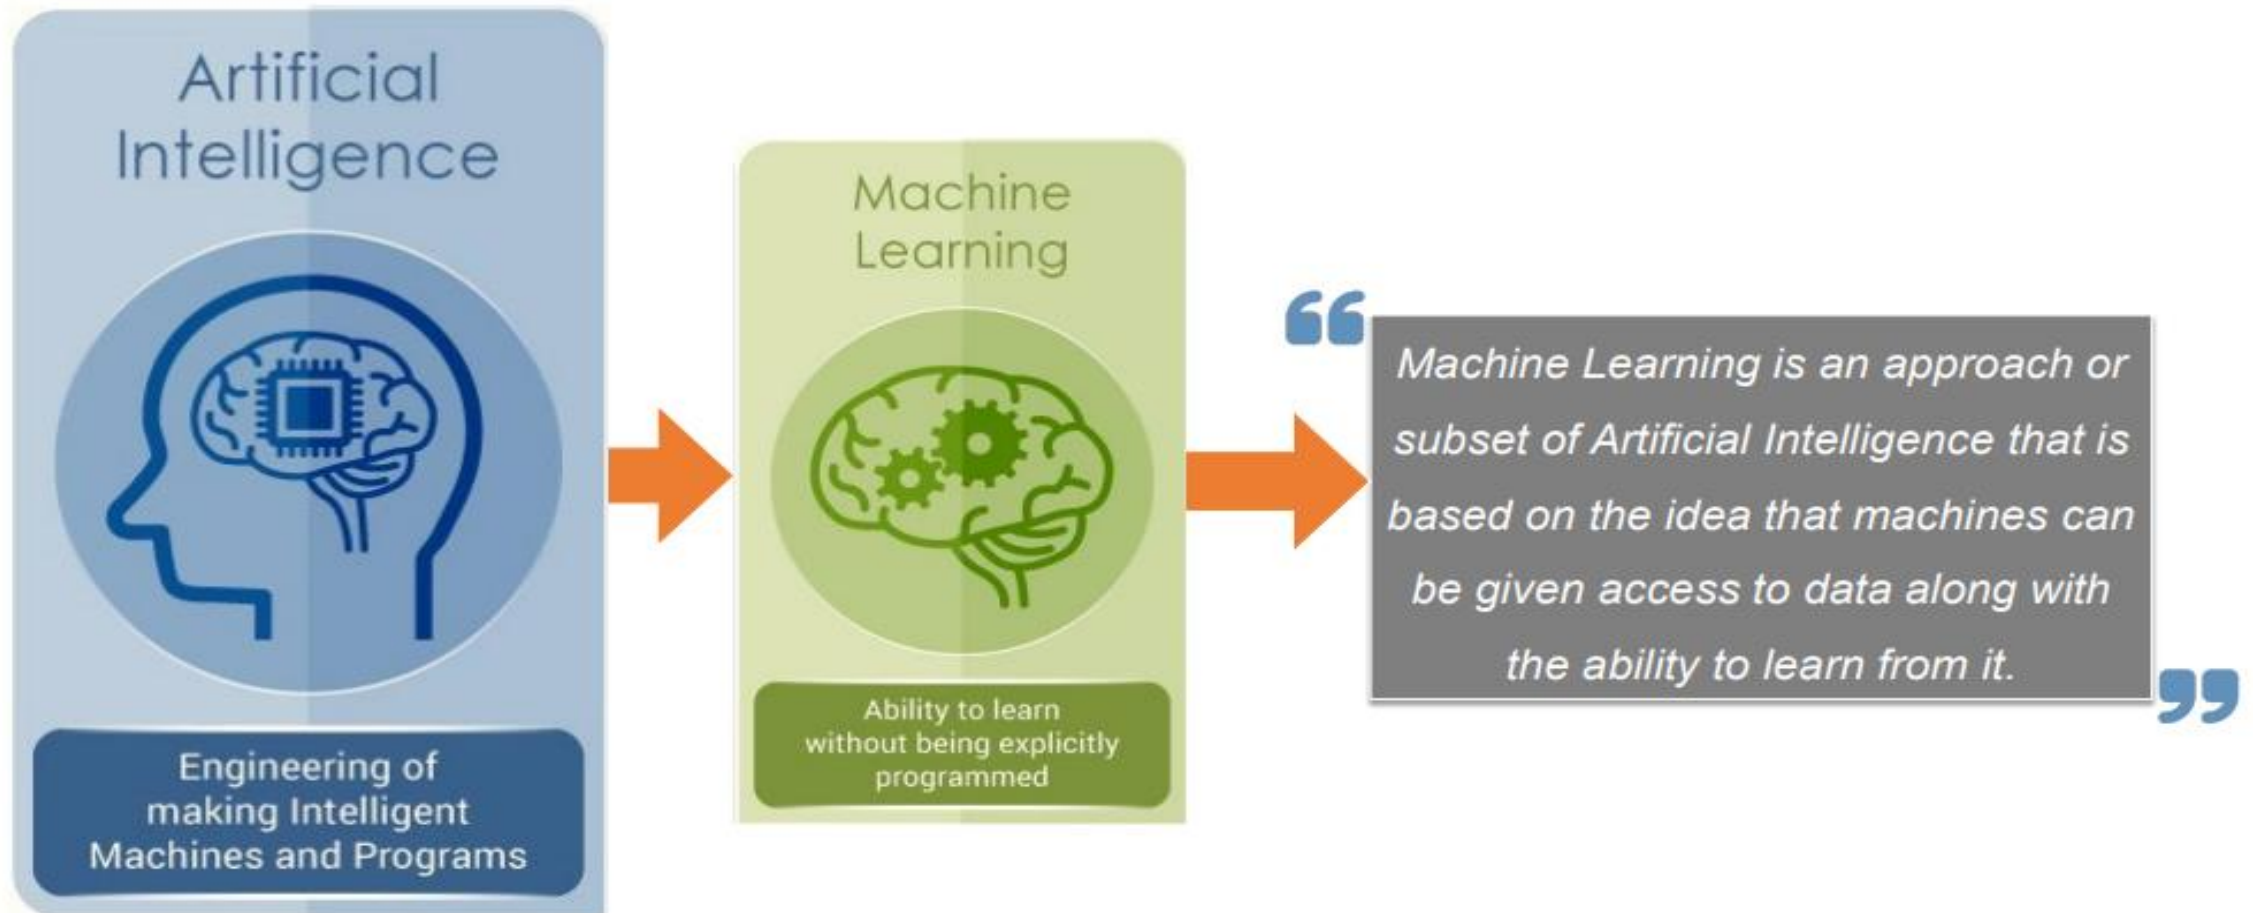 Artificial
Intelligence
Engineering of
making Intelligent
Machines and Programs
Machine
Learning
Ability to learn
without being explicitly
programmed
“
Machine Learning is an approach or
subset of Artificial Intelligence that is
based on the idea that machines can
be given access to data along with
the ability to learn from it.
”